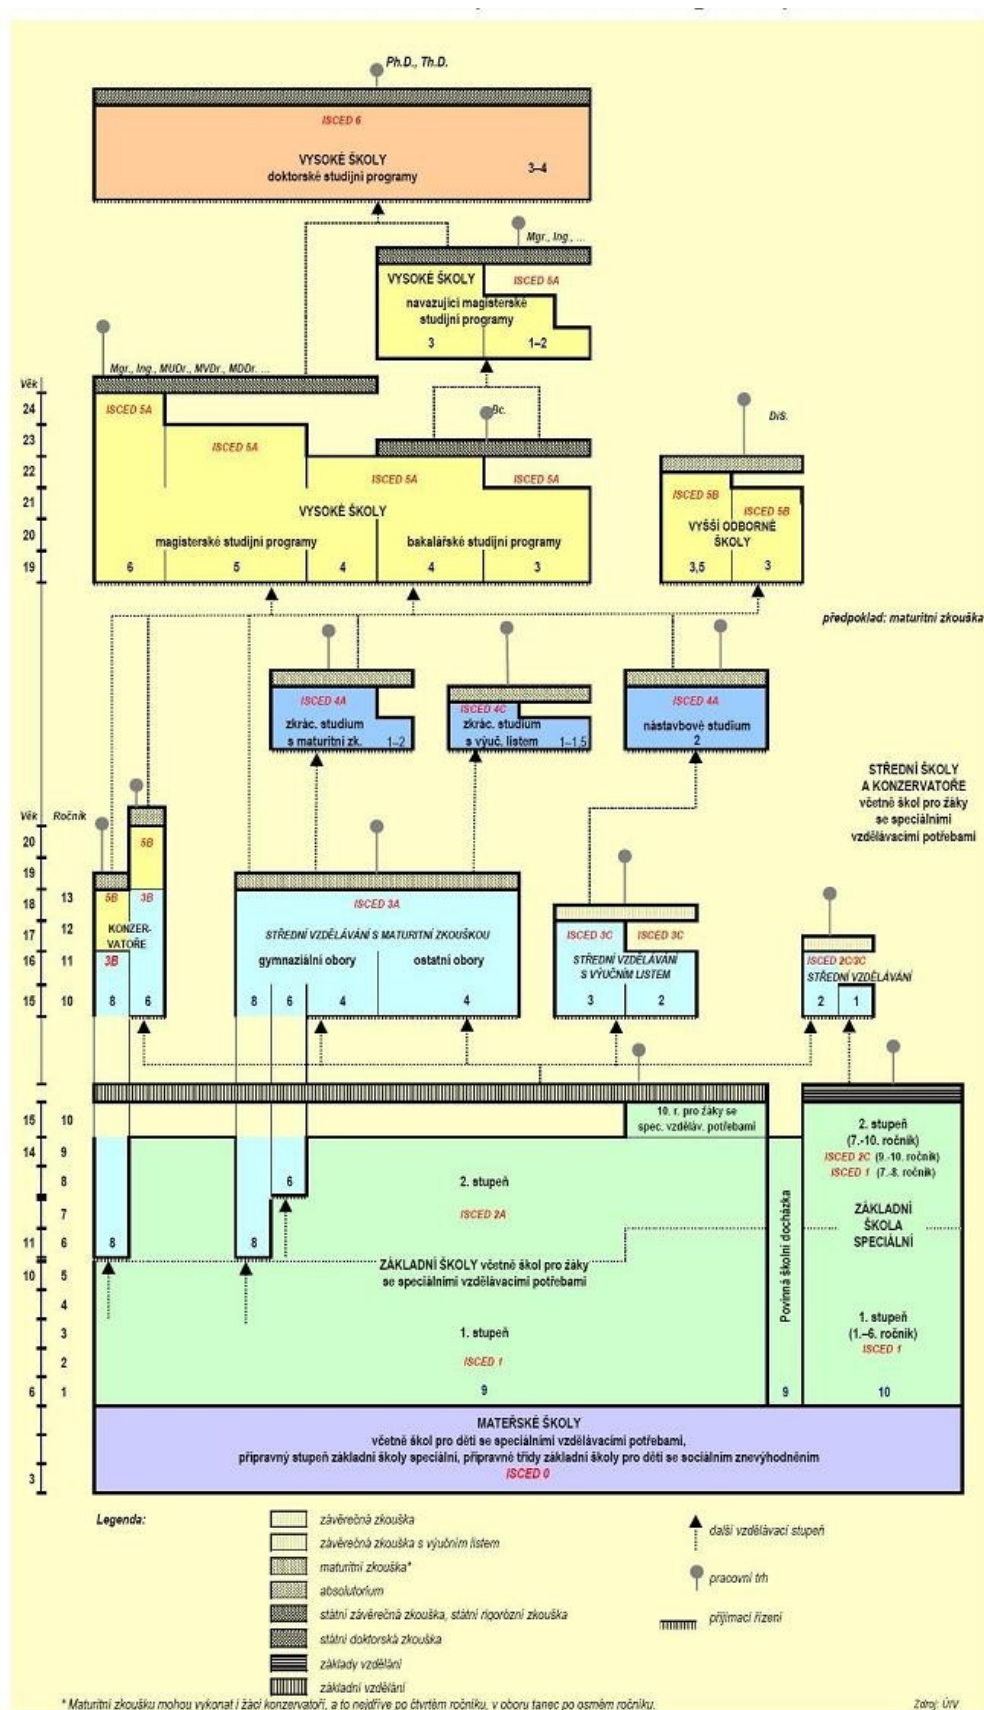 Ph.D., Th.D.
ISCED 6
VYSOKÉ ŠKOLY
doktorské studijní programy
3–4
Mgr., Ing., ...
VYSOKÉ ŠKOLY
ISCED 5A
navazující magisterské
studijní programy
3
1–2
Mgr., Ing., MUDr., MVDr., MDDr. ...
Věk
Bc.
DiS.
24
ISCED 5A
23
ISCED 5A
22
ISCED 5A
ISCED 5A
ISCED 5B
21
VYSOKÉ ŠKOLY
ISCED 5B
20
magisterské studijní programy
bakalářské studijní programy
VYŠŠÍ ODBORNÉ
ŠKOLY
19
6
5
4
4
3
3,5
3
předpoklad: maturitní zkouška
ISCED 4A
zkrác. studium
s maturitní zk.
1–2
ISCED 4C
zkrác. studium
s výuč. listem
1–1,5
ISCED 4A
nástavbové studium
2
STŘEDNÍ ŠKOLY
A KONZERVATOŘE
včetně škol pro žáky
se speciálními
vzdělávacími potřebami
Věk
Ročník
20
5B
19
18
13
5B
3B
ISCED 3A
17
12
KONZER-
VATOŘE
STŘEDNÍ VZDĚLÁVÁNÍ S MATURITNÍ ZKOUŠKOU
ISCED 3C
ISCED 3C
16
11
3B
gymnaziální obory
ostatní obory
STŘEDNÍ VZDĚLÁVÁNÍ
S VÝUČNÍM LISTEM
ISCED 2C/3C
STŘEDNÍ VZDĚLÁVÁNÍ
15
10
8
6
8
6
4
4
3
2
2
1
15
10
10. r. pro žáky se
spec. vzděláv. potřebami
2. stupeň
(7.-10. ročník)
ISCED 2C (9.-10. ročník)
ISCED 1 (7.-8. ročník)
14
9
8
6
2. stupeň
7
ISCED 2A
ZÁKLADNÍ
ŠKOLA
SPECIÁLNÍ
11
6
8
8
10
5
ZÁKLADNÍ ŠKOLY včetně škol pro žáky
se speciálními vzdělávacími potřebami
Povinná školní docházka
4
3
1. stupeň
1. stupeň
(1.–6. ročník)
ISCED 1
2
ISCED 1
6
1
9
9
10
MATEŘSKÉ ŠKOLY
včetně škol pro děti se speciálními vzdělávacími potřebami,
přípravný stupeň základní školy speciální, přípravné třídy základní školy pro děti se sociálním znevýhodněním
3
ISCED 0
Legenda:
závěrečná zkouška
závěrečná zkouška s výučním listem
maturitní zkouška*
absolutorium
státní závěrečná zkouška, státní rigorózní zkouška
státní doktorská zkouška
základy vzdělání
základní vzdělání
další vzdělávací stupeň
pracovní trh
přijímací řízení
* Maturitní zkoušku mohou vykonat i žáci konzervatoří, a to nejdříve po čtvrtém ročníku, v oboru tanec po osmém ročníku.
Zdroj: ÚIV